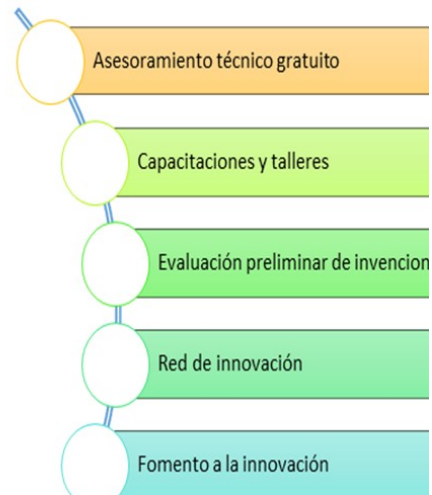 Asesoramiento técnico gratuito
Capacitaciones y talleres
Evaluación preliminar de invencion
Red de innovación
Fomento a la innovación